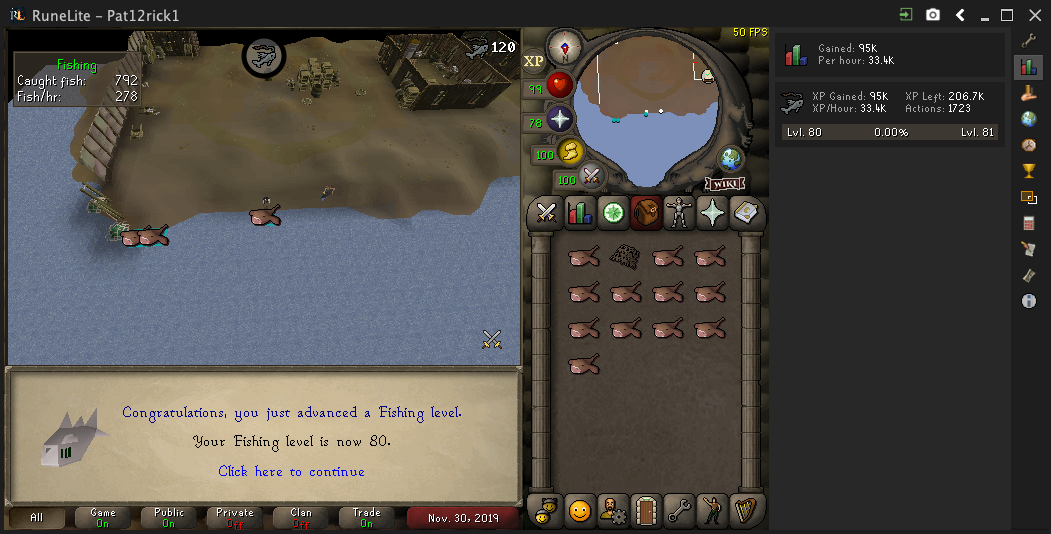 RuneLite - Pat12rick1
Fishing
Caught fish: 792
Fish/hr: 278
120
50 FPS
XP
N
99
78
100
100
WIKI
Gained: 95K
Per hour: 33.4K
XP Gained: 95K XP Left: 206.7K
XP/Hour: 33.4K Actions: 1723
Lvl. 80 0.00% Lvl. 81
Congratulations, you just advanced a Fishing level.
Your Fishing level is now 80.
Click here to continue
All
Game
On
Public
On
Private
Off
Clan
Off
Trade
On
Nov. 30, 2019